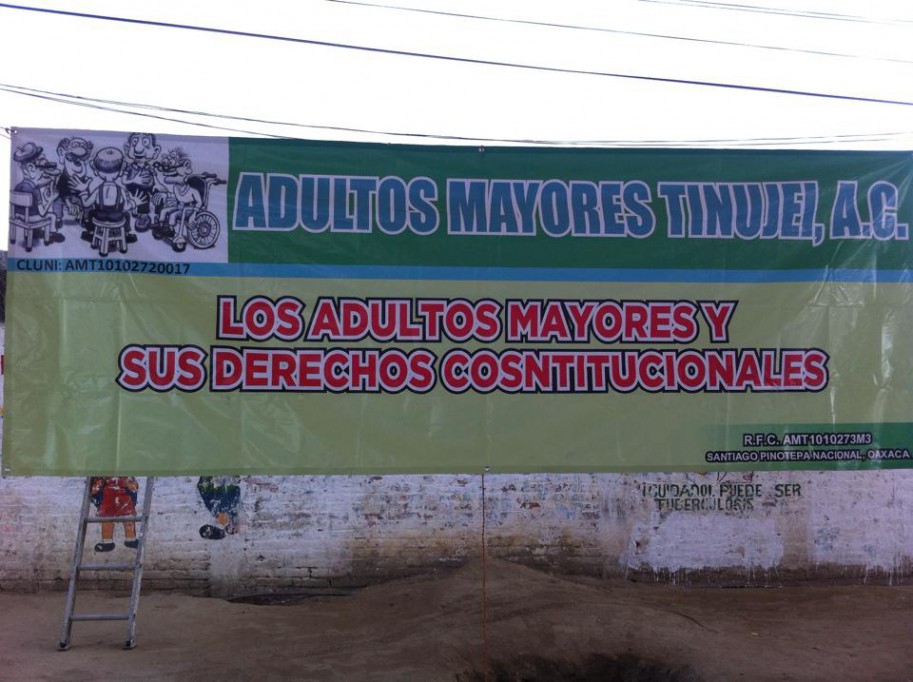 ADULTOS MAYORES TINUJEI, A.C.
CLUNI: AMT10102720017
LOS ADULTOS MAYORES Y
SUS DERECHOS COSNTITUCIONALES
R.F.C. AMT1010273M3
SANTIAGO PINOTEPA NACIONAL, OAXACA
¡CUIDADO!, PUEDE SER
TUBERCULOSIS